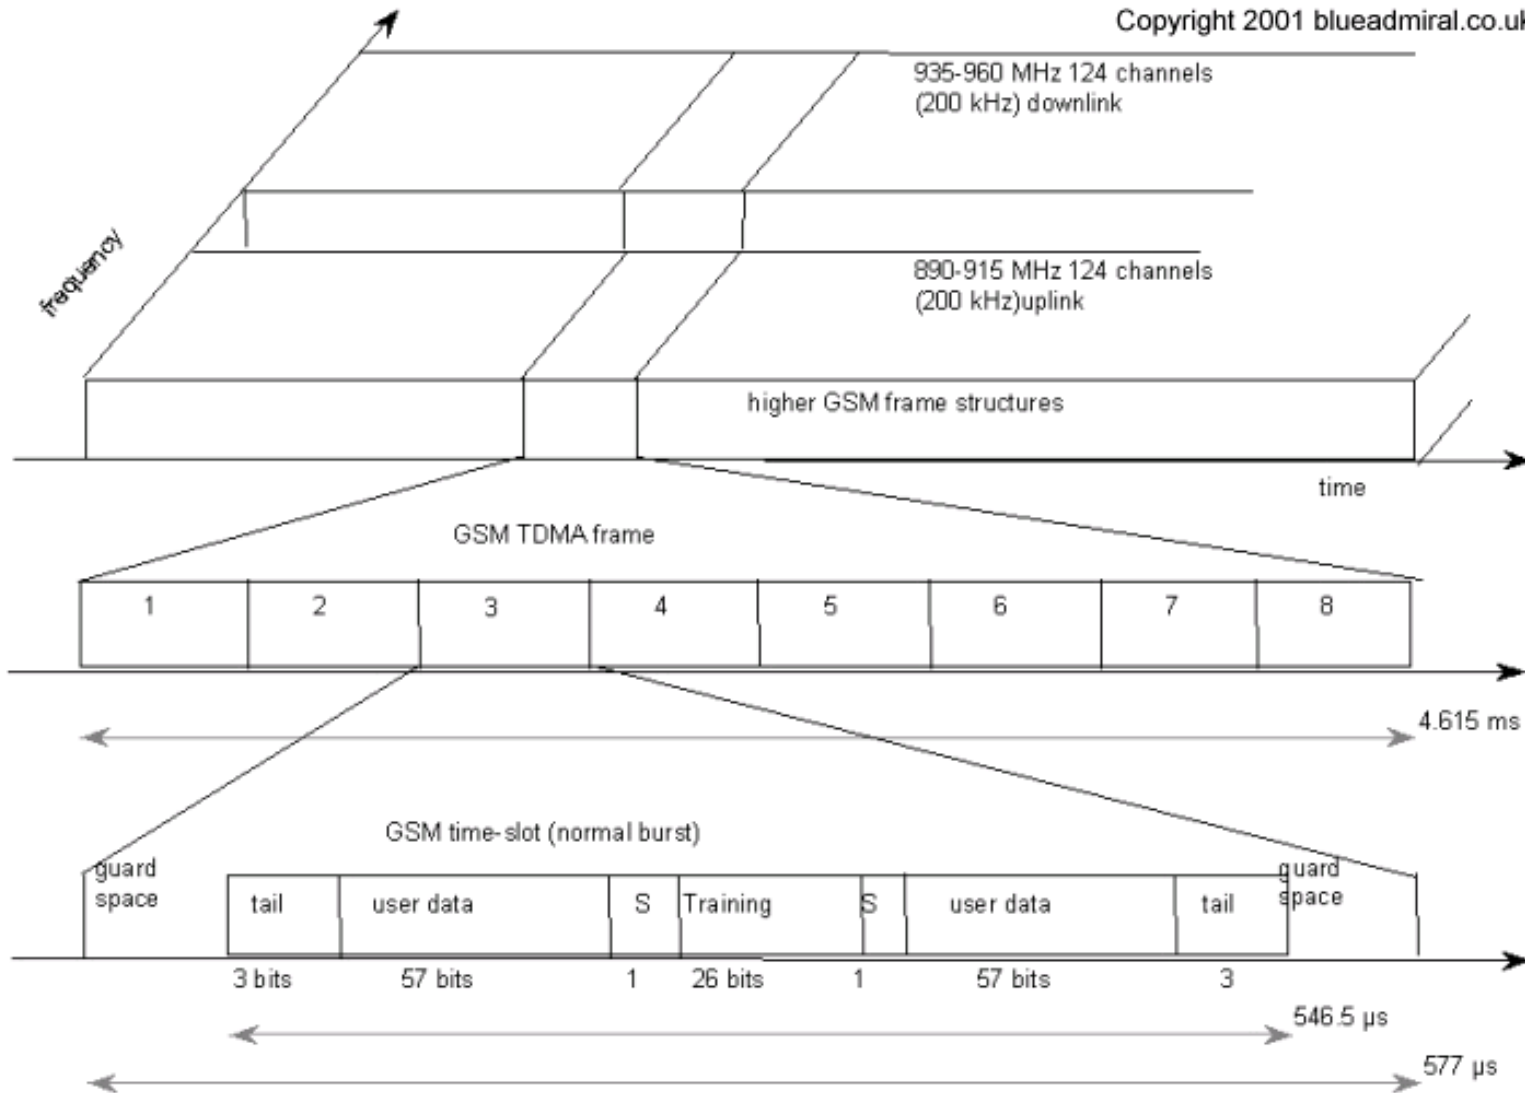 Copyright 2001 blueadmiral.co.uk
935-960 MHz 124 channels
(200 kHz) downlink
frequency
890-915 MHz 124 channels
(200 kHz)uplink
higher GSM frame structures
time
GSM TDMA frame
1 2 3 4 5 6 7 8
4.615 ms
GSM time-slot (normal burst)
guard
space
tail user data S Training S user data tail
guard
space
3 bits 57 bits 1 26 bits 1 57 bits 3
546.5 µs
577 µs